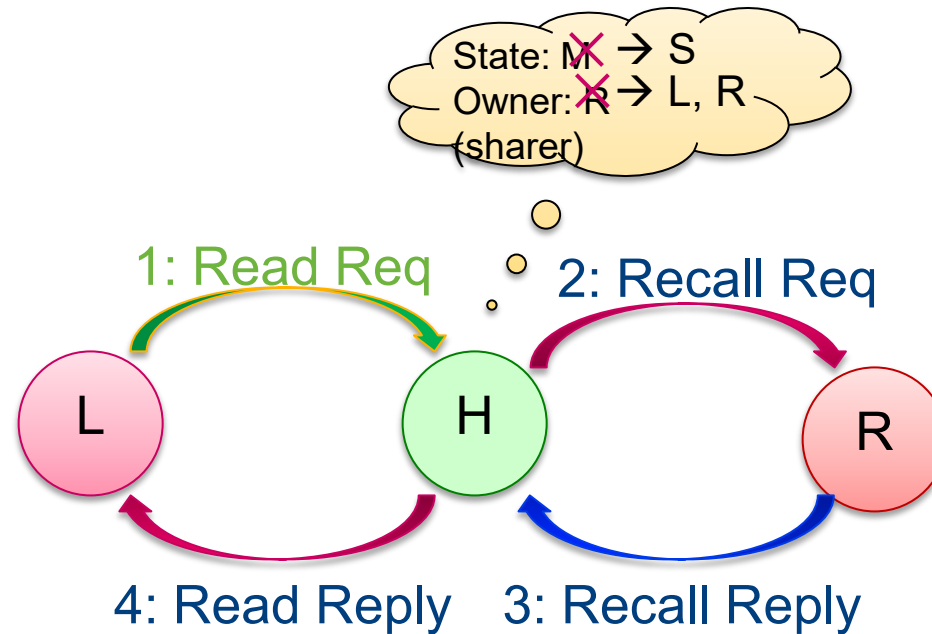 State: M → S
Owner: R → L, R
(sharer)
1: Read Req
2: Recall Req
L
H
R
4: Read Reply
3: Recall Reply